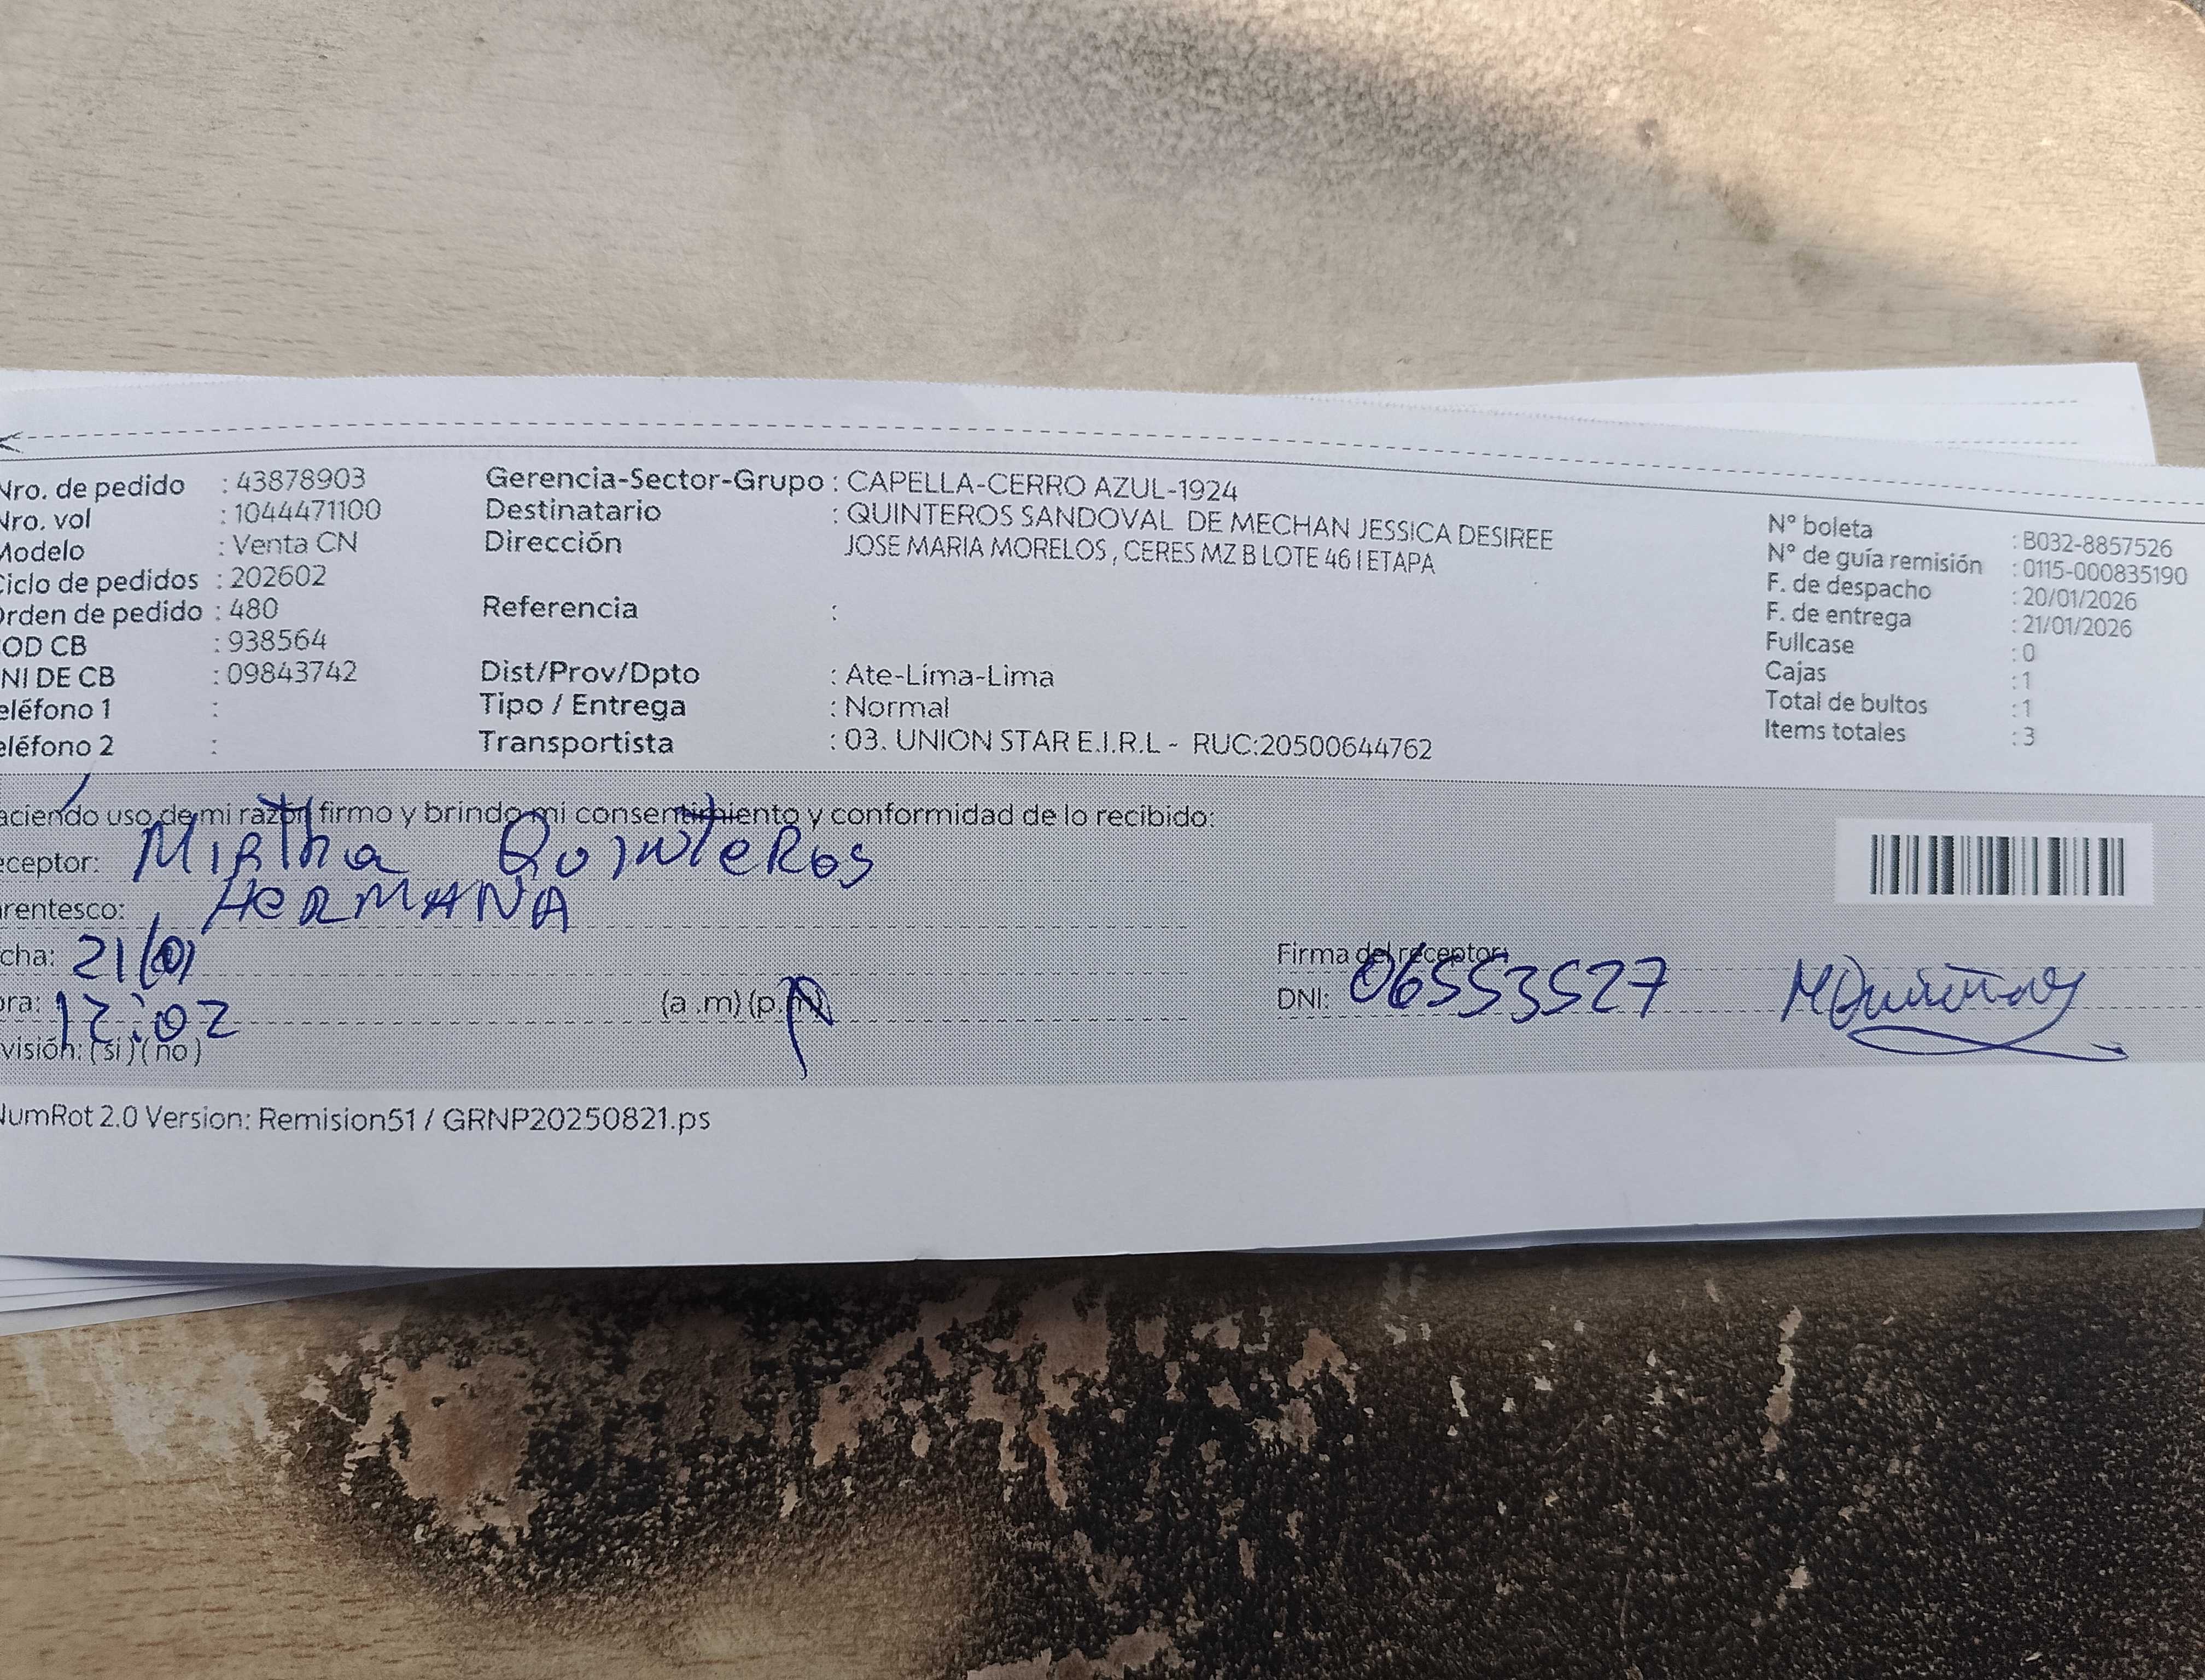 Nro. de pedido : 43878903
Nro. vol : 1044471100
Modelo : Venta CN
Ciclo de pedidos : 202602
Orden de pedido : 480
OD CB : 938564
NI DE CB : 09843742
eléfono 1 :
eléfono 2 :
Gerencia-Sector-Grupo : CAPELLA-CERRO AZUL-1924
Destinatario : QUINTEROS SANDOVAL DE MECHAN JESSICA DESIREE
Dirección JOSE MARIA MORELOS , CERES MZ B LOTE 46 I ETAPA
Referencia :
Dist/Prov/Dpto : Ate-Lima-Lima
Tipo / Entrega : Normal
Transportista : 03. UNION STAR E.I.R.L - RUC:20500644762
N° boleta : B032-8857526
N° de guía remisión : 0115-000835190
F. de despacho : 20/01/2026
F. de entrega : 21/01/2026
Fullcase : 0
Cajas : 1
Total de bultos : 1
Items totales : 3
aciendo uso de mi razón firmo y brindo mi consentimiento y conformidad de lo recibido:
eceptor: Mirtha Quinteros
rentesco: HERMANA
cha: 21/01
ora: 12:02 (a .m) (p.m)
visión: ( si ) ( no )
Firma del receptor:
DNI: 06553527
NumRot 2.0 Version: Remision51 / GRNP20250821.ps